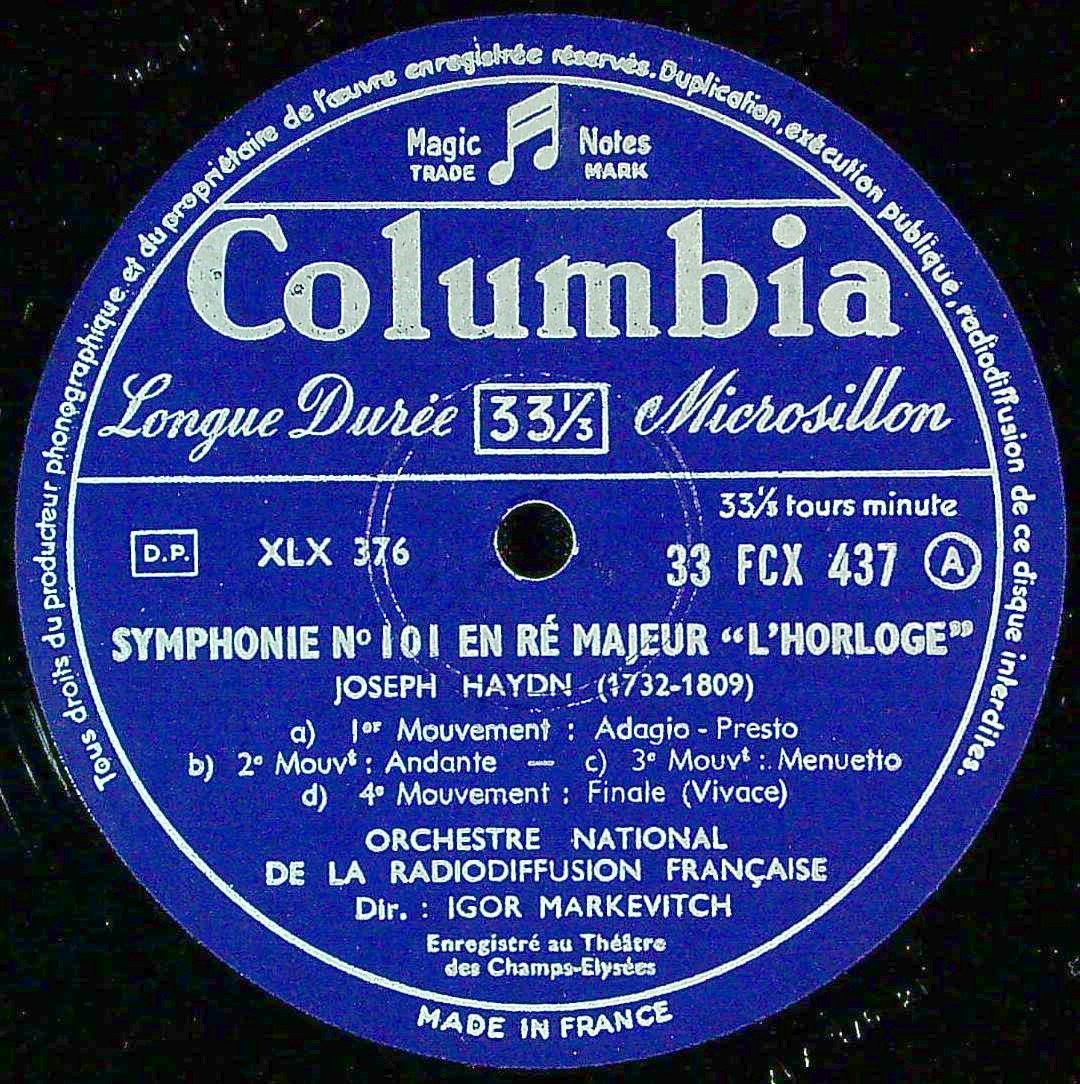 Tous droits du producteur phonographique et du propriétaire de l'œuvre enregistrée réservés. Duplication, exécution publique, radiodiffusion de ce disque interdites.
Magic Notes
TRADE MARK
Columbia
Longue Durée 33⅓ Microsillon
33⅓ tours minute
D.P. XLX 376 33 FCX 437 A
SYMPHONIE Nº 101 EN RÉ MAJEUR “L'HORLOGE”
JOSEPH HAYDN (1732-1809)
a) 1er Mouvement : Adagio - Presto
b) 2e Mouvt : Andante — c) 3e Mouvt : Menuetto
d) 4e Mouvement : Finale (Vivace)
ORCHESTRE NATIONAL
DE LA RADIODIFFUSION FRANÇAISE
Dir. : IGOR MARKEVITCH
Enregistré au Théâtre
des Champs-Elysées
MADE IN FRANCE